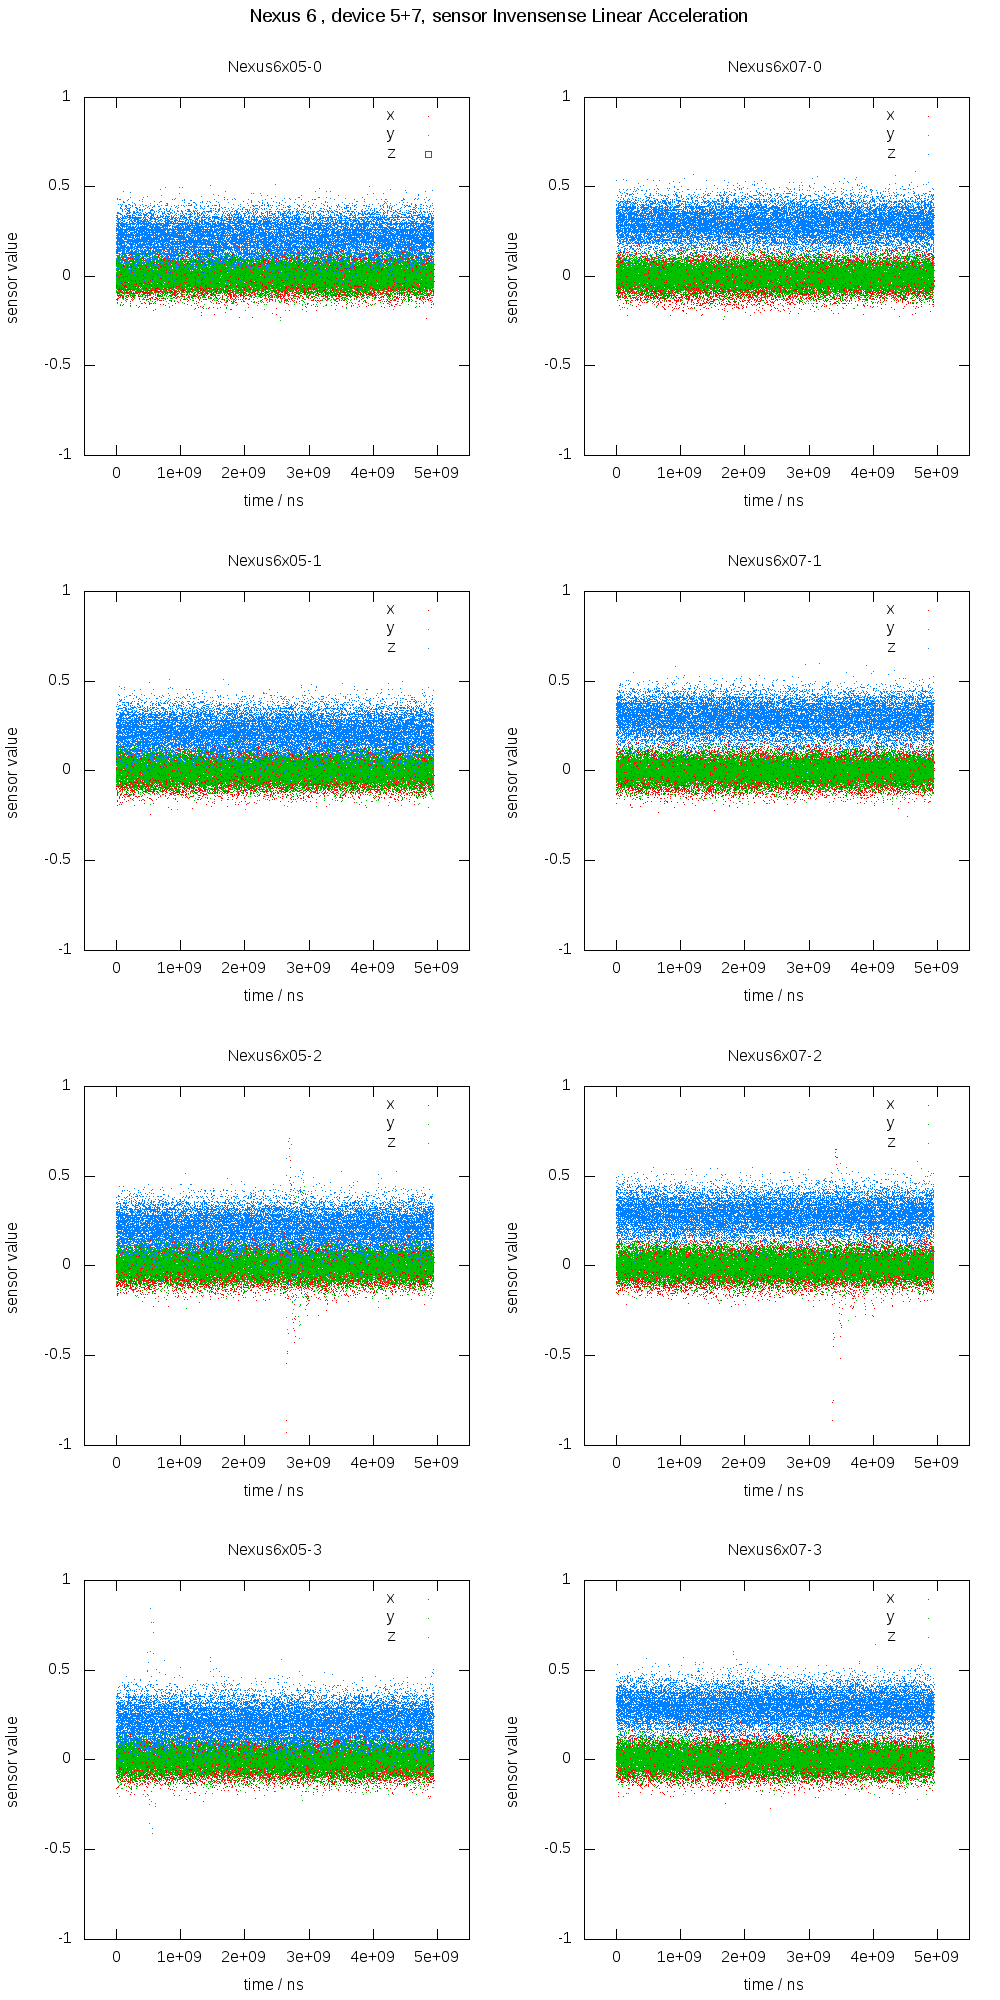 Nexus 6 , device 5+7, sensor Invensense Linear Acceleration
Nexus6x05-0
1
0.5
0
-0.5
-1
sensor value
x
y
z
0 1e+09 2e+09 3e+09 4e+09 5e+09
time / ns
Nexus6x07-0
1
0.5
0
-0.5
-1
sensor value
x
y
z
0 1e+09 2e+09 3e+09 4e+09 5e+09
time / ns
Nexus6x05-1
1
0.5
0
-0.5
-1
sensor value
x
y
z
0 1e+09 2e+09 3e+09 4e+09 5e+09
time / ns
Nexus6x07-1
1
0.5
0
-0.5
-1
sensor value
x
y
z
0 1e+09 2e+09 3e+09 4e+09 5e+09
time / ns
Nexus6x05-2
1
0.5
0
-0.5
-1
sensor value
x
y
z
0 1e+09 2e+09 3e+09 4e+09 5e+09
time / ns
Nexus6x07-2
1
0.5
0
-0.5
-1
sensor value
x
y
z
0 1e+09 2e+09 3e+09 4e+09 5e+09
time / ns
Nexus6x05-3
1
0.5
0
-0.5
-1
sensor value
x
y
z
0 1e+09 2e+09 3e+09 4e+09 5e+09
time / ns
Nexus6x07-3
1
0.5
0
-0.5
-1
sensor value
x
y
z
0 1e+09 2e+09 3e+09 4e+09 5e+09
time / ns